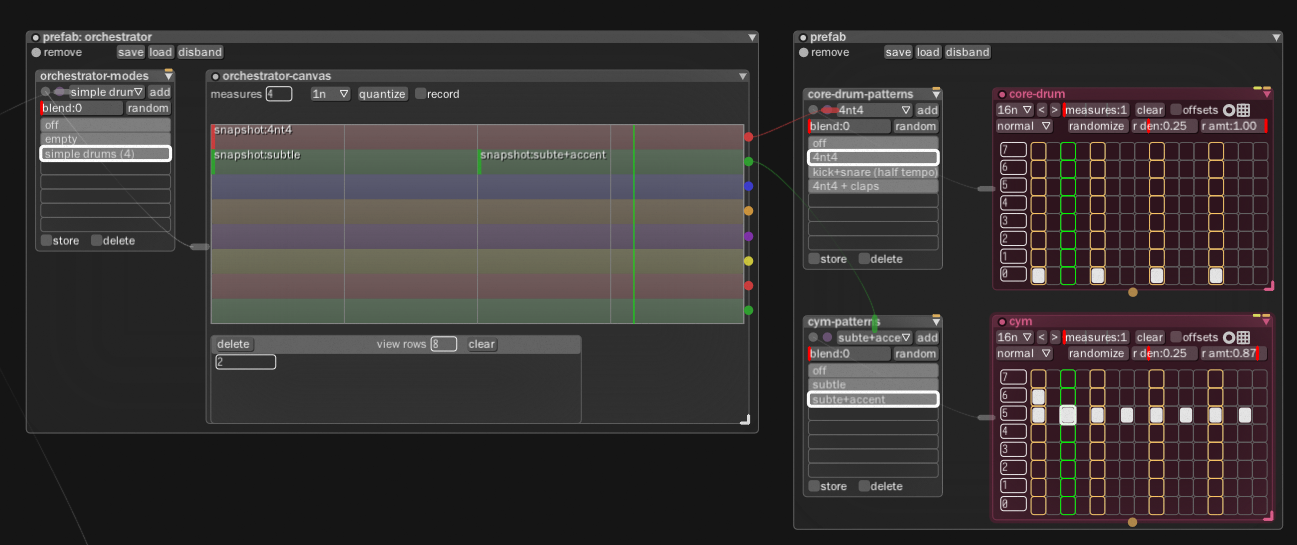 prefab: orchestrator
remove
save load disband
orchestrator-modes
simple drum
add
blend:0
random
off
empty
simple drums (4)
store
delete
orchestrator-canvas
measures 4
1n
quantize
record
snapshot:4nt4
snapshot:subtle
snapshot:subte+accent
delete
view rows 8
clear
2
prefab
remove
save load disband
core-drum-patterns
4nt4
add
blend:0
random
off
4nt4
kick+snare (half tempo)
4nt4 + claps
store
delete
core-drum
16n < > measures:1 clear offsets
normal randomize r den:0.25 r amt:1.00
7
6
5
4
3
2
1
0
cym-patterns
subte+acce
add
blend:0
random
off
subtle
subte+accent
store
delete
cym
16n < > measures:1 clear offsets
normal randomize r den:0.25 r amt:0.87
7
6
5
4
3
2
1
0